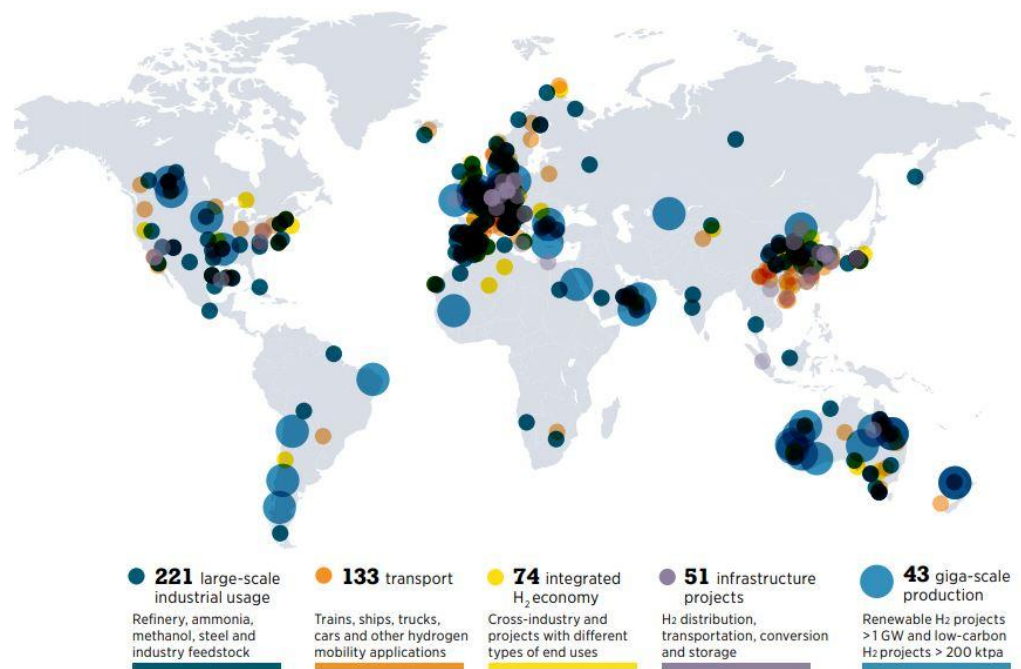 221 large-scale
industrial usage
Refinery, ammonia,
methanol, steel and
industry feedstock
133 transport
Trains, ships, trucks,
cars and other hydrogen
mobility applications
74 integrated
H2 economy
Cross-industry and
projects with different
types of end uses
51 infrastructure
projects
H2 distribution,
transportation, conversion
and storage
43 giga-scale
production
Renewable H2 projects
>1 GW and low-carbon
H2 projects > 200 ktpa